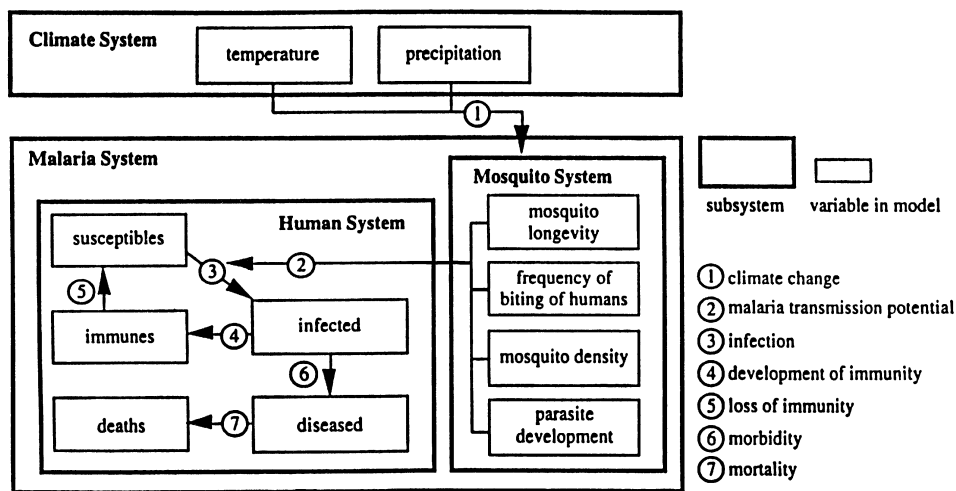 Climate System
temperature
precipitation
1
Malaria System
Mosquito System
mosquito
longevity
frequency of
biting of humans
mosquito density
parasite
development
Human System
susceptibles
3
2
5
infected
immunes
4
6
deaths
7
diseased
subsystem
variable in model
1 climate change
2 malaria transmission potential
3 infection
4 development of immunity
5 loss of immunity
6 morbidity
7 mortality